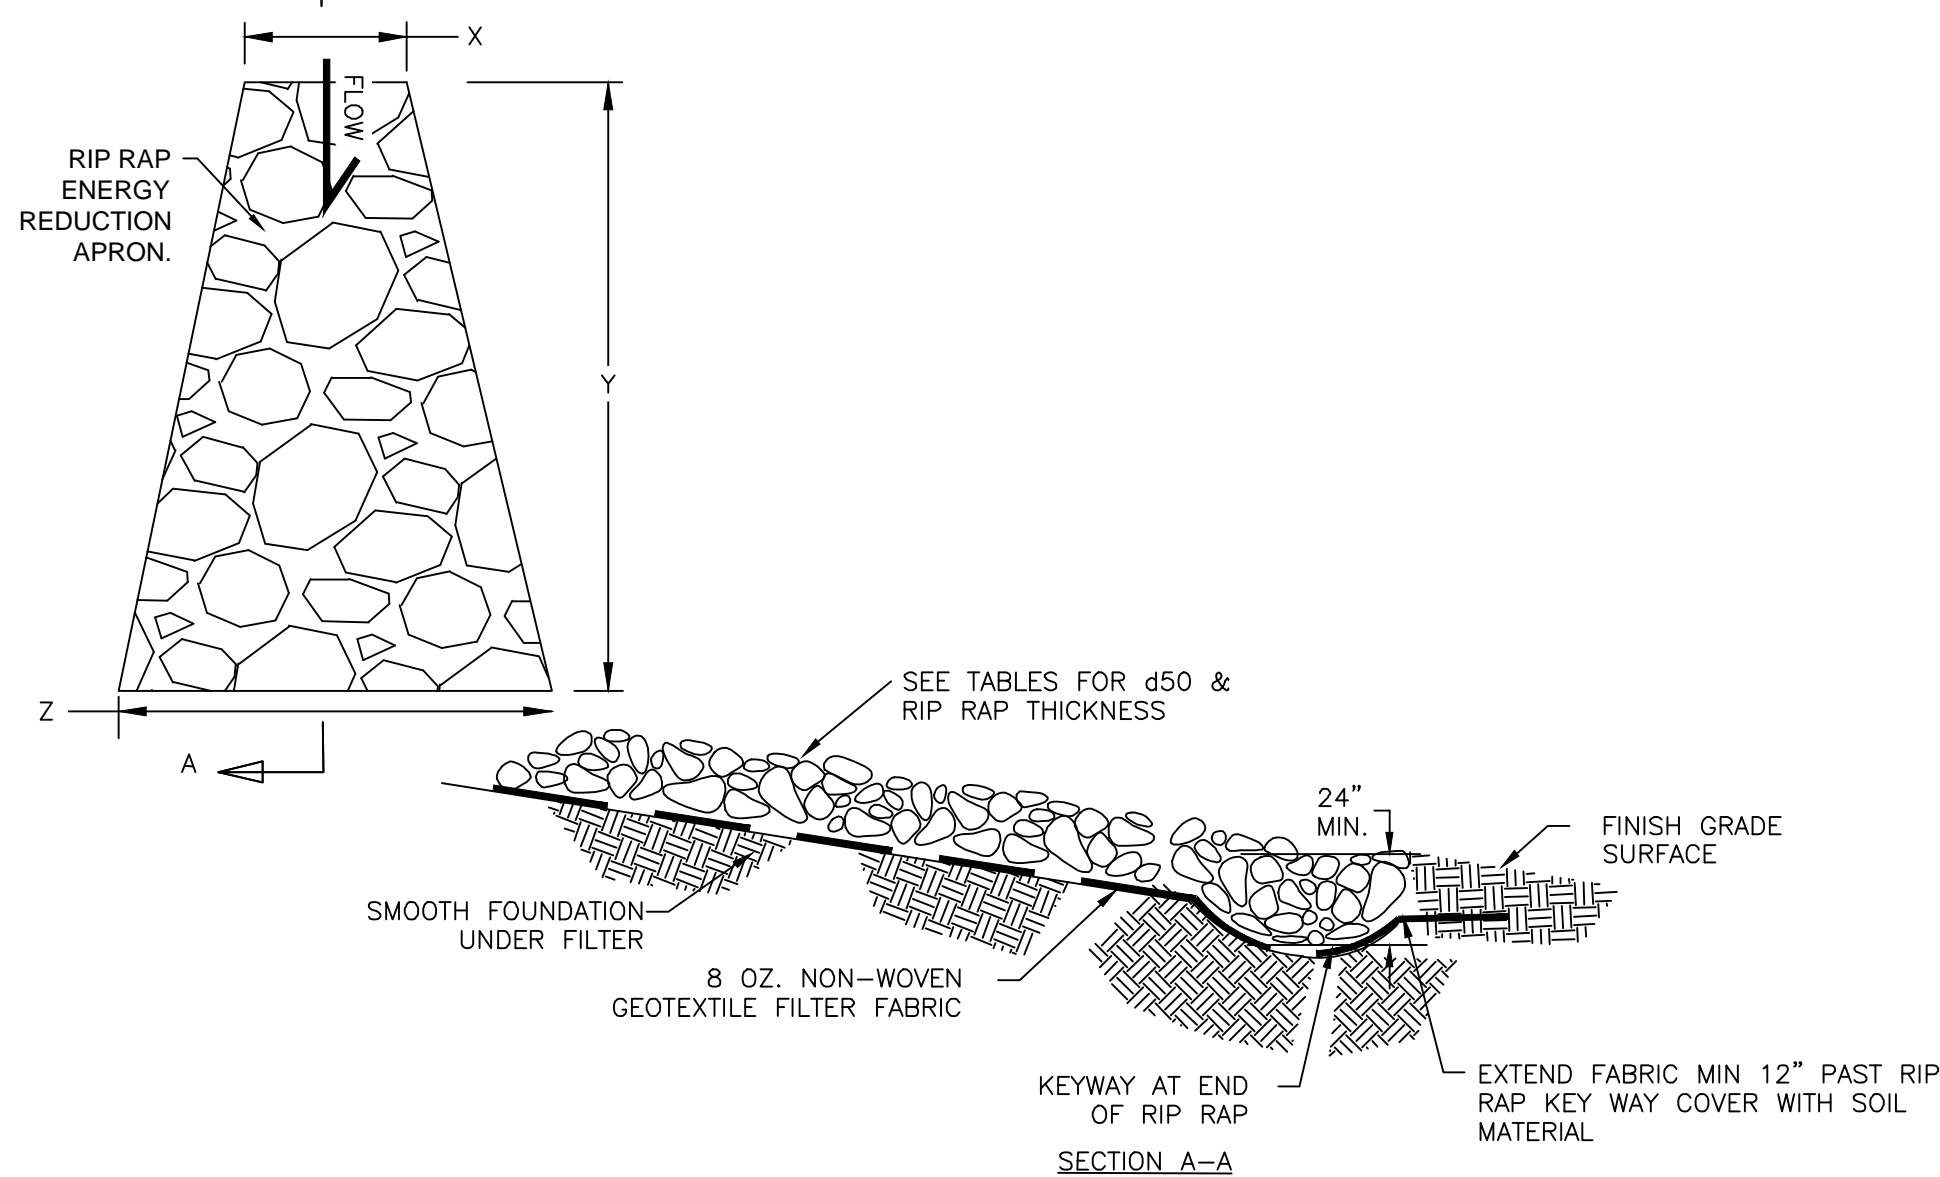 X
FLOW
RIP RAP
ENERGY
REDUCTION
APRON.
Y
Z
A
SEE TABLES FOR d50 &
RIP RAP THICKNESS
24”
MIN.
FINISH GRADE
SURFACE
SMOOTH FOUNDATION
UNDER FILTER
8 OZ. NON-WOVEN
GEOTEXTILE FILTER FABRIC
KEYWAY AT END
OF RIP RAP
EXTEND FABRIC MIN 12” PAST RIP
RAP KEY WAY COVER WITH SOIL
MATERIAL
SECTION A-A